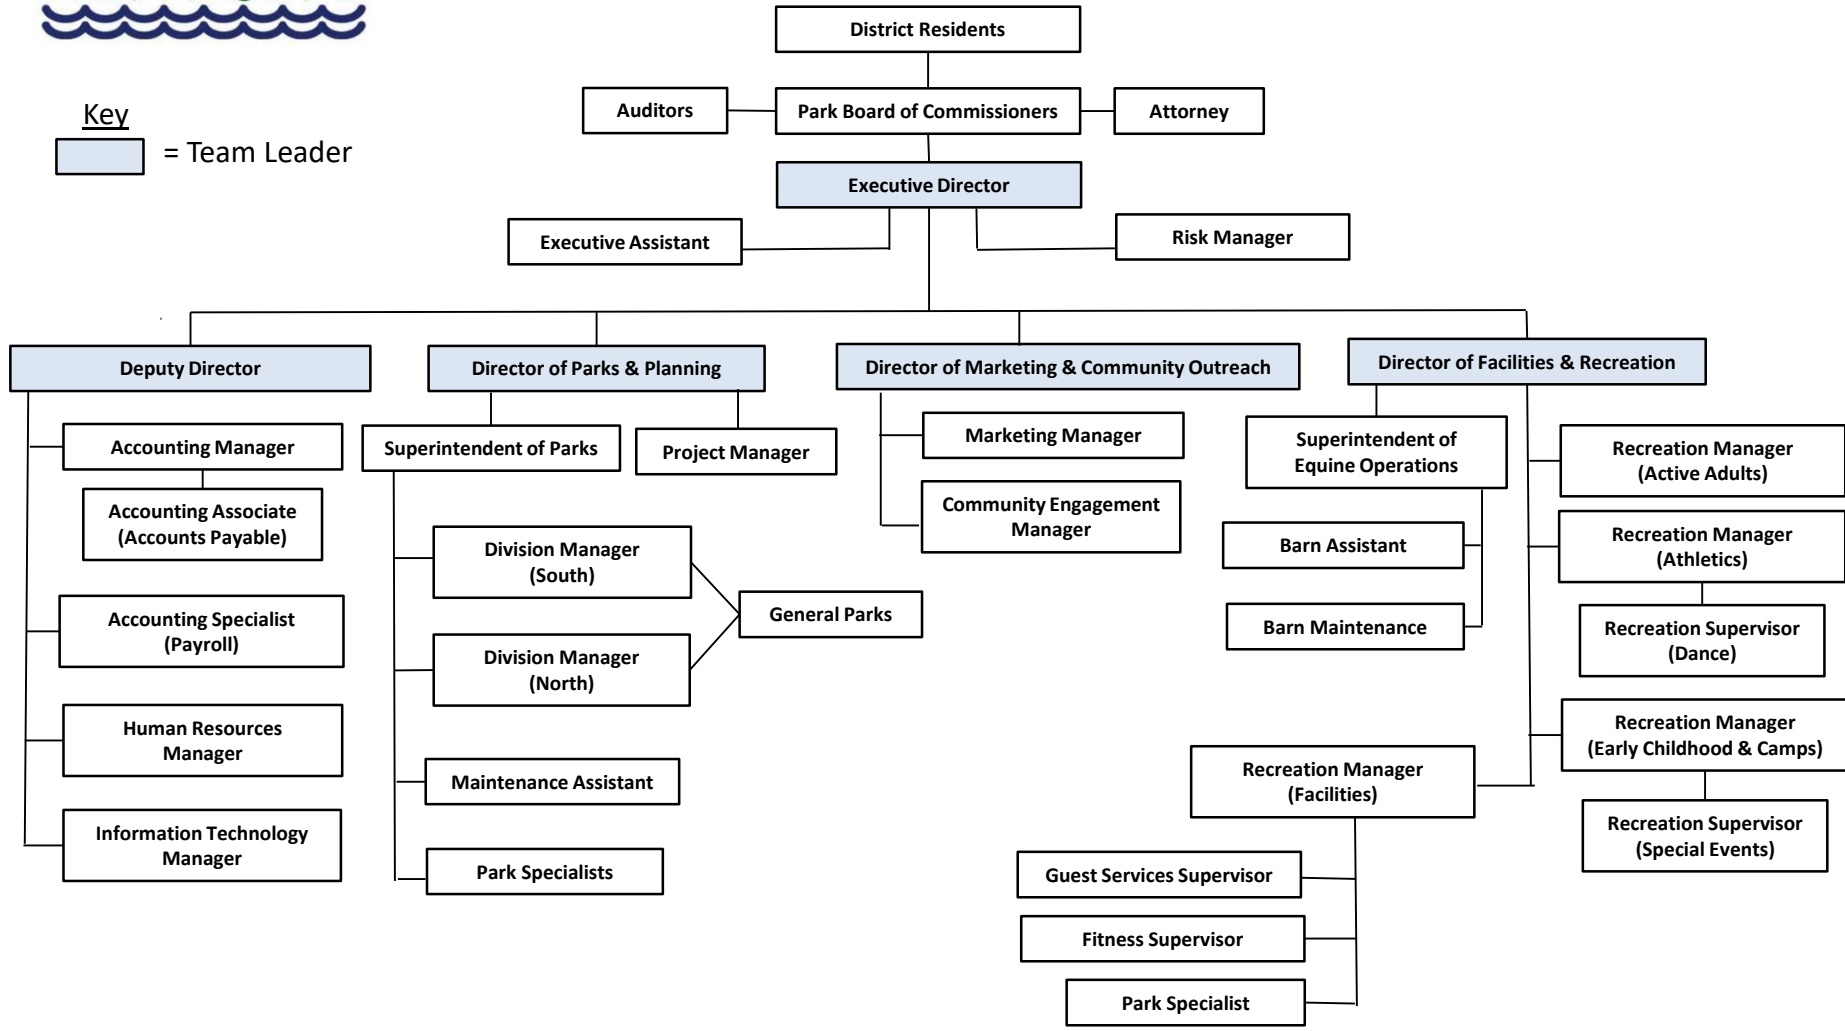 District Residents
Auditors
Park Board of Commissioners
Attorney
Key
= Team Leader
Executive Director
Executive Assistant
Risk Manager
Deputy Director
Director of Parks & Planning
Director of Marketing & Community Outreach
Director of Facilities & Recreation
Accounting Manager
Accounting Associate
(Accounts Payable)
Accounting Specialist
(Payroll)
Human Resources
Manager
Information Technology
Manager
Superintendent of Parks
Project Manager
Division Manager
(South)
Division Manager
(North)
General Parks
Maintenance Assistant
Park Specialists
Marketing Manager
Community Engagement
Manager
Superintendent of
Equine Operations
Barn Assistant
Barn Maintenance
Recreation Manager
(Active Adults)
Recreation Manager
(Athletics)
Recreation Supervisor
(Dance)
Recreation Manager
(Early Childhood & Camps)
Recreation Supervisor
(Special Events)
Recreation Manager
(Facilities)
Guest Services Supervisor
Fitness Supervisor
Park Specialist